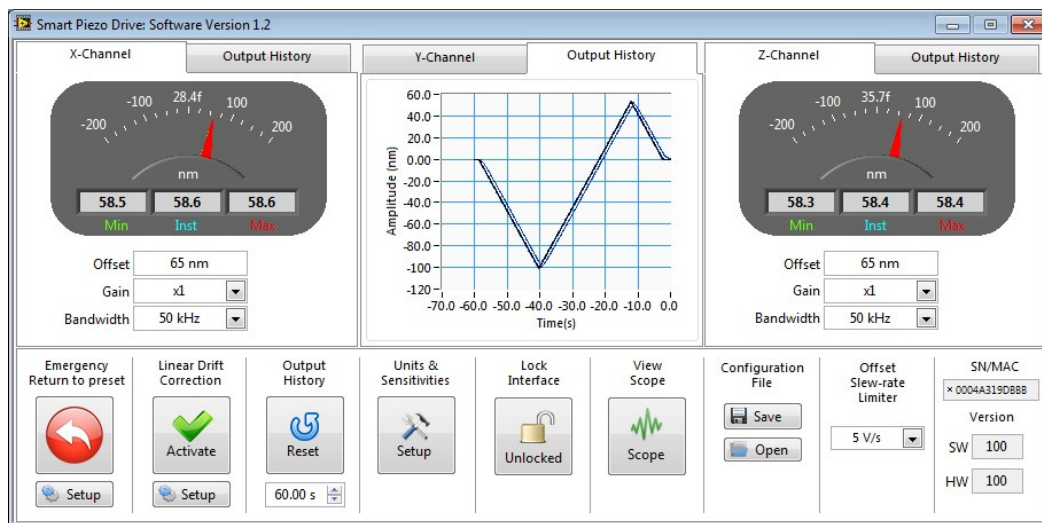 Smart Piezo Drive: Software Version 1.2
X-Channel
Output History
-200
-100
28.4f
100
200
nm
58.5
58.6
58.6
Min
Inst
Max
Offset
65 nm
Gain
x1
Bandwidth
50 kHz
Y-Channel
Output History
60.0
40.0
20.0
0.00
-20.0
-40.0
-60.0
-80.0
-100
-120
Amplitude (nm)
-70.0 -60.0 -50.0 -40.0 -30.0 -20.0 -10.0 0.0
Time(s)
Z-Channel
Output History
-200
-100
35.7f
100
200
nm
58.3
58.4
58.4
Min
Inst
Max
Offset
65 nm
Gain
x1
Bandwidth
50 kHz
Emergency
Return to preset
Setup
Linear Drift
Correction
Activate
Setup
Output
History
Reset
60.00 s
Units &
Sensitivities
Setup
Lock
Interface
Unlocked
View
Scope
Scope
Configuration
File
Save
Open
Offset
Slew-rate
Limiter
5 V/s
SN/MAC
× 0004A319DBBB
Version
SW 100
HW 100